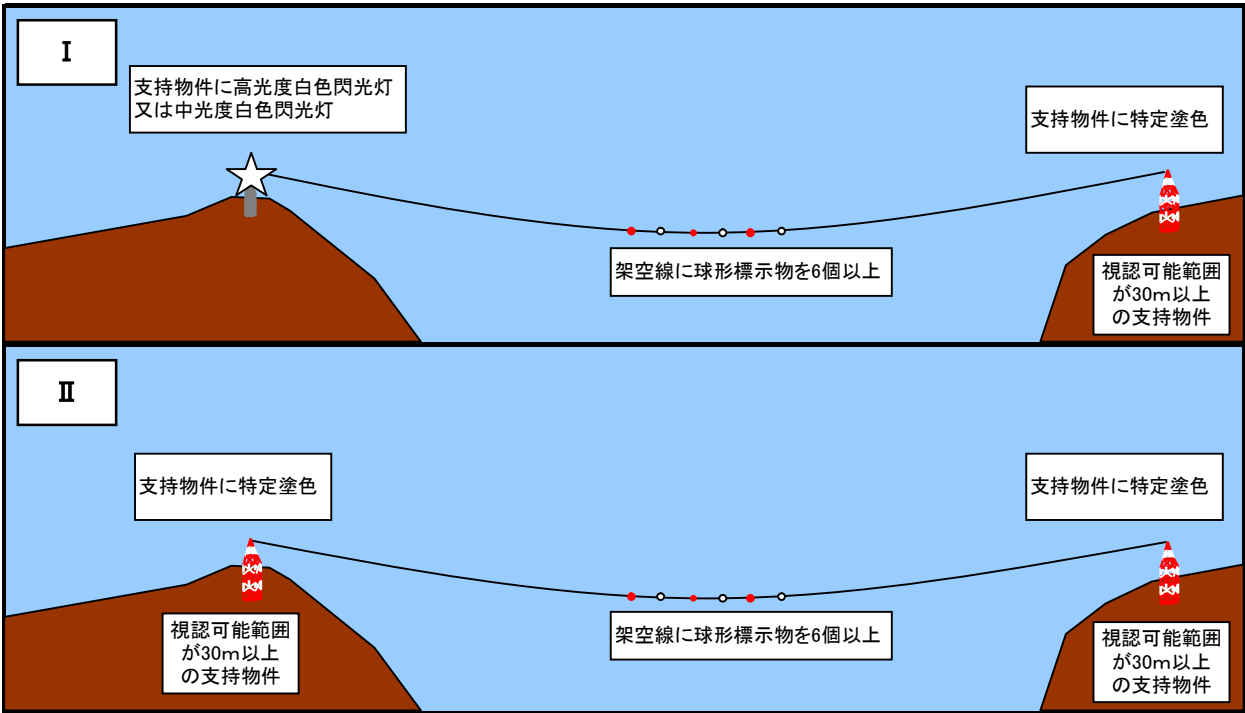 Ⅰ
支持物件に高光度白色閃光灯
又は中光度白色閃光灯
支持物件に特定塗色
架空線に球形標示物を6個以上
視認可能範囲
が30ｍ以上
の支持物件
Ⅱ
支持物件に特定塗色
支持物件に特定塗色
架空線に球形標示物を6個以上
視認可能範囲
が30ｍ以上
の支持物件
視認可能範囲
が30ｍ以上
の支持物件